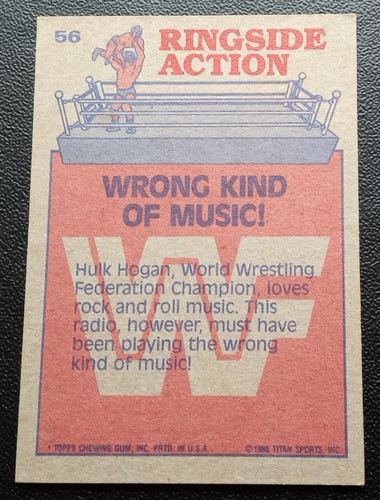 56
RINGSIDE
ACTION
WRONG KIND
OF MUSIC!
WF
Hulk Hogan, World Wrestling
Federation Champion, loves
rock and roll music. This
radio, however, must have
been playing the wrong
kind of music!
* TOPPS CHEWING GUM, INC. PRTD. IN U.S.A. © 1985 TITAN SPORTS, INC.